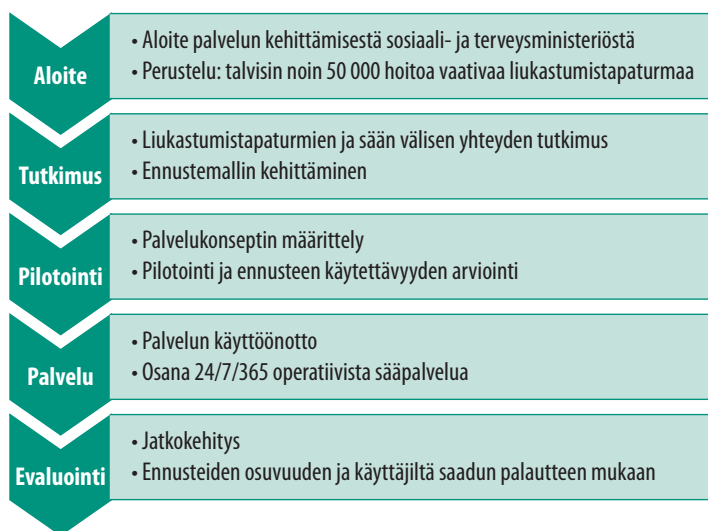 Aloite
• Aloite palvelun kehittämisestä sosiaali- ja terveysministeriöstä
• Perustelu: talvisin noin 50 000 hoitoa vaativaa liukastumistapaturmaa
Tutkimus
• Liukastumistapaturmien ja sään välisen yhteyden tutkimus
• Ennustemallin kehittäminen
Pilotointi
• Palvelukonseptin määrittely
• Pilotointi ja ennusteen käytettävyyden arviointi
Palvelu
• Palvelun käyttöönotto
• Osana 24/7/365 operatiivista sääpalvelua
Evaluointi
• Jatkokehitys
• Ennusteiden osuvuuden ja käyttäjiltä saadun palautteen mukaan